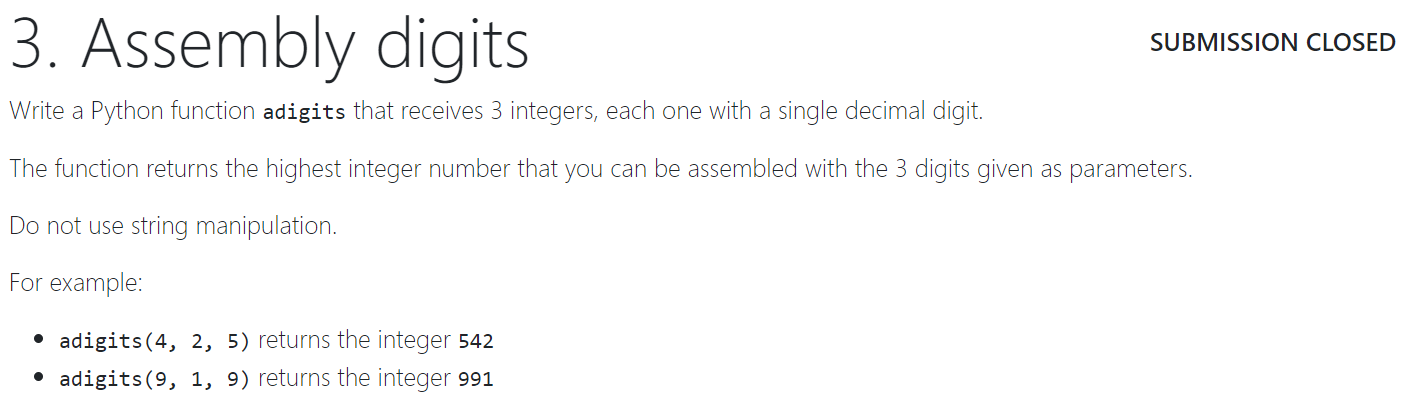 3. Assembly digits
SUBMISSION CLOSED
Write a Python function adigits that receives 3 integers, each one with a single decimal digit.
The function returns the highest integer number that you can be assembled with the 3 digits given as parameters.
Do not use string manipulation.
For example:
• adigits(4, 2, 5) returns the integer 542
• adigits(9, 1, 9) returns the integer 991